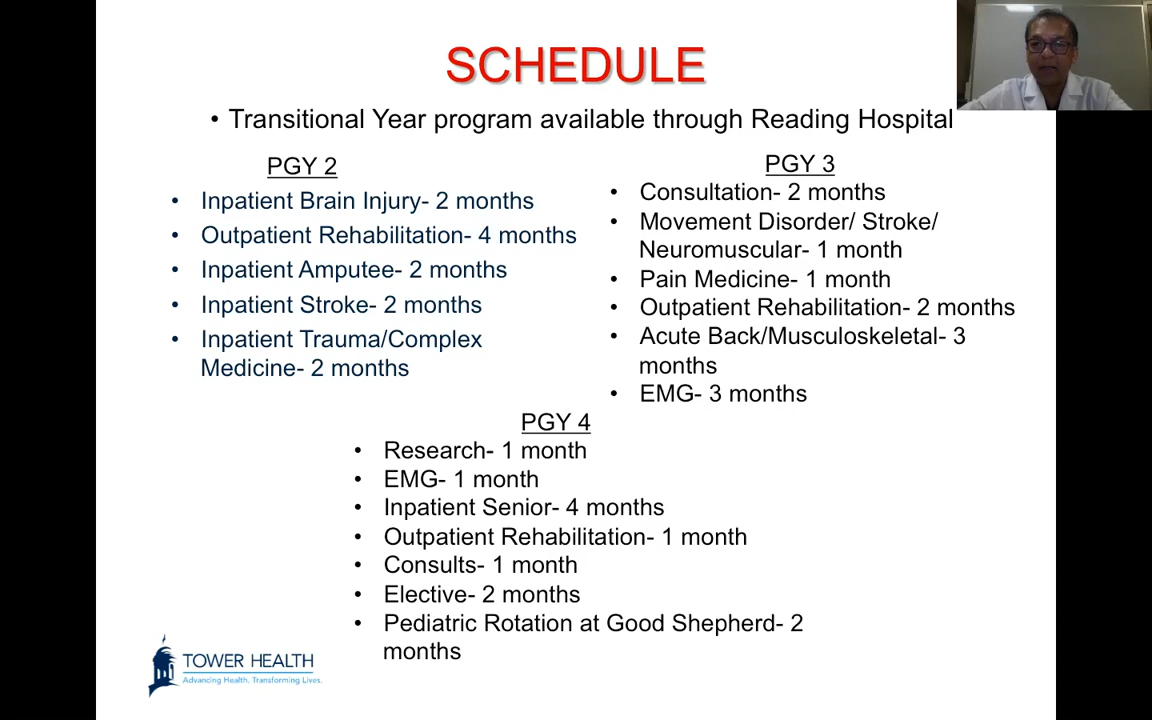 SCHEDULE
• Transitional Year program available through Reading Hospital
PGY 2
• Inpatient Brain Injury- 2 months
• Outpatient Rehabilitation- 4 months
• Inpatient Amputee- 2 months
• Inpatient Stroke- 2 months
• Inpatient Trauma/Complex
Medicine- 2 months
PGY 3
• Consultation- 2 months
• Movement Disorder/ Stroke/
Neuromuscular- 1 month
• Pain Medicine- 1 month
• Outpatient Rehabilitation- 2 months
• Acute Back/Musculoskeletal- 3
months
• EMG- 3 months
PGY 4
• Research- 1 month
• EMG- 1 month
• Inpatient Senior- 4 months
• Outpatient Rehabilitation- 1 month
• Consults- 1 month
• Elective- 2 months
• Pediatric Rotation at Good Shepherd- 2
months
TOWER HEALTH
Advancing Health. Transforming Lives.